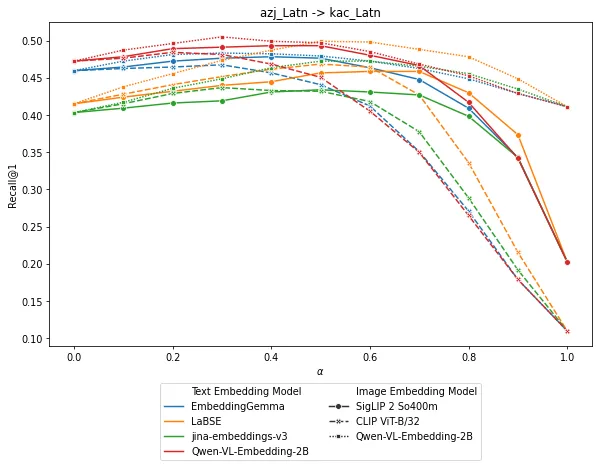 azj_Latn -> kac_Latn
Recall@1
0.50
0.45
0.40
0.35
0.30
0.25
0.20
0.15
0.10
0.0 0.2 0.4 0.6 0.8 1.0
α
Text Embedding Model Image Embedding Model
EmbeddingGemma SigLIP 2 So400m
LaBSE CLIP ViT-B/32
jina-embeddings-v3 Qwen-VL-Embedding-2B
Qwen-VL-Embedding-2B